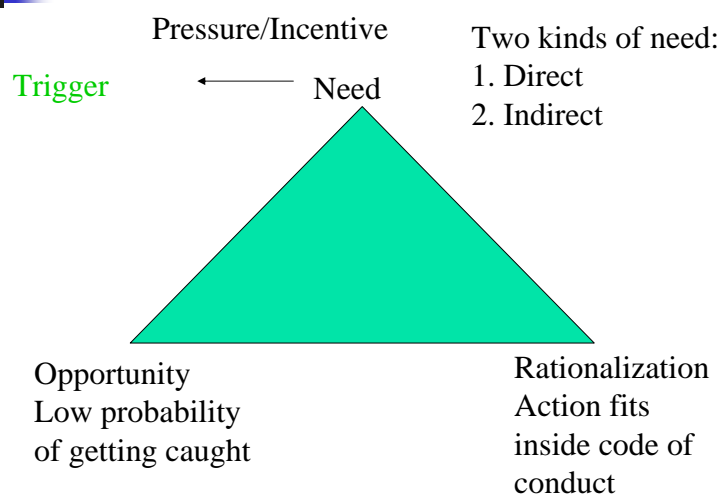 Pressure/Incentive
Trigger
Need
Two kinds of need:
1. Direct
2. Indirect
Opportunity
Low probability
of getting caught
Rationalization
Action fits
inside code of
conduct